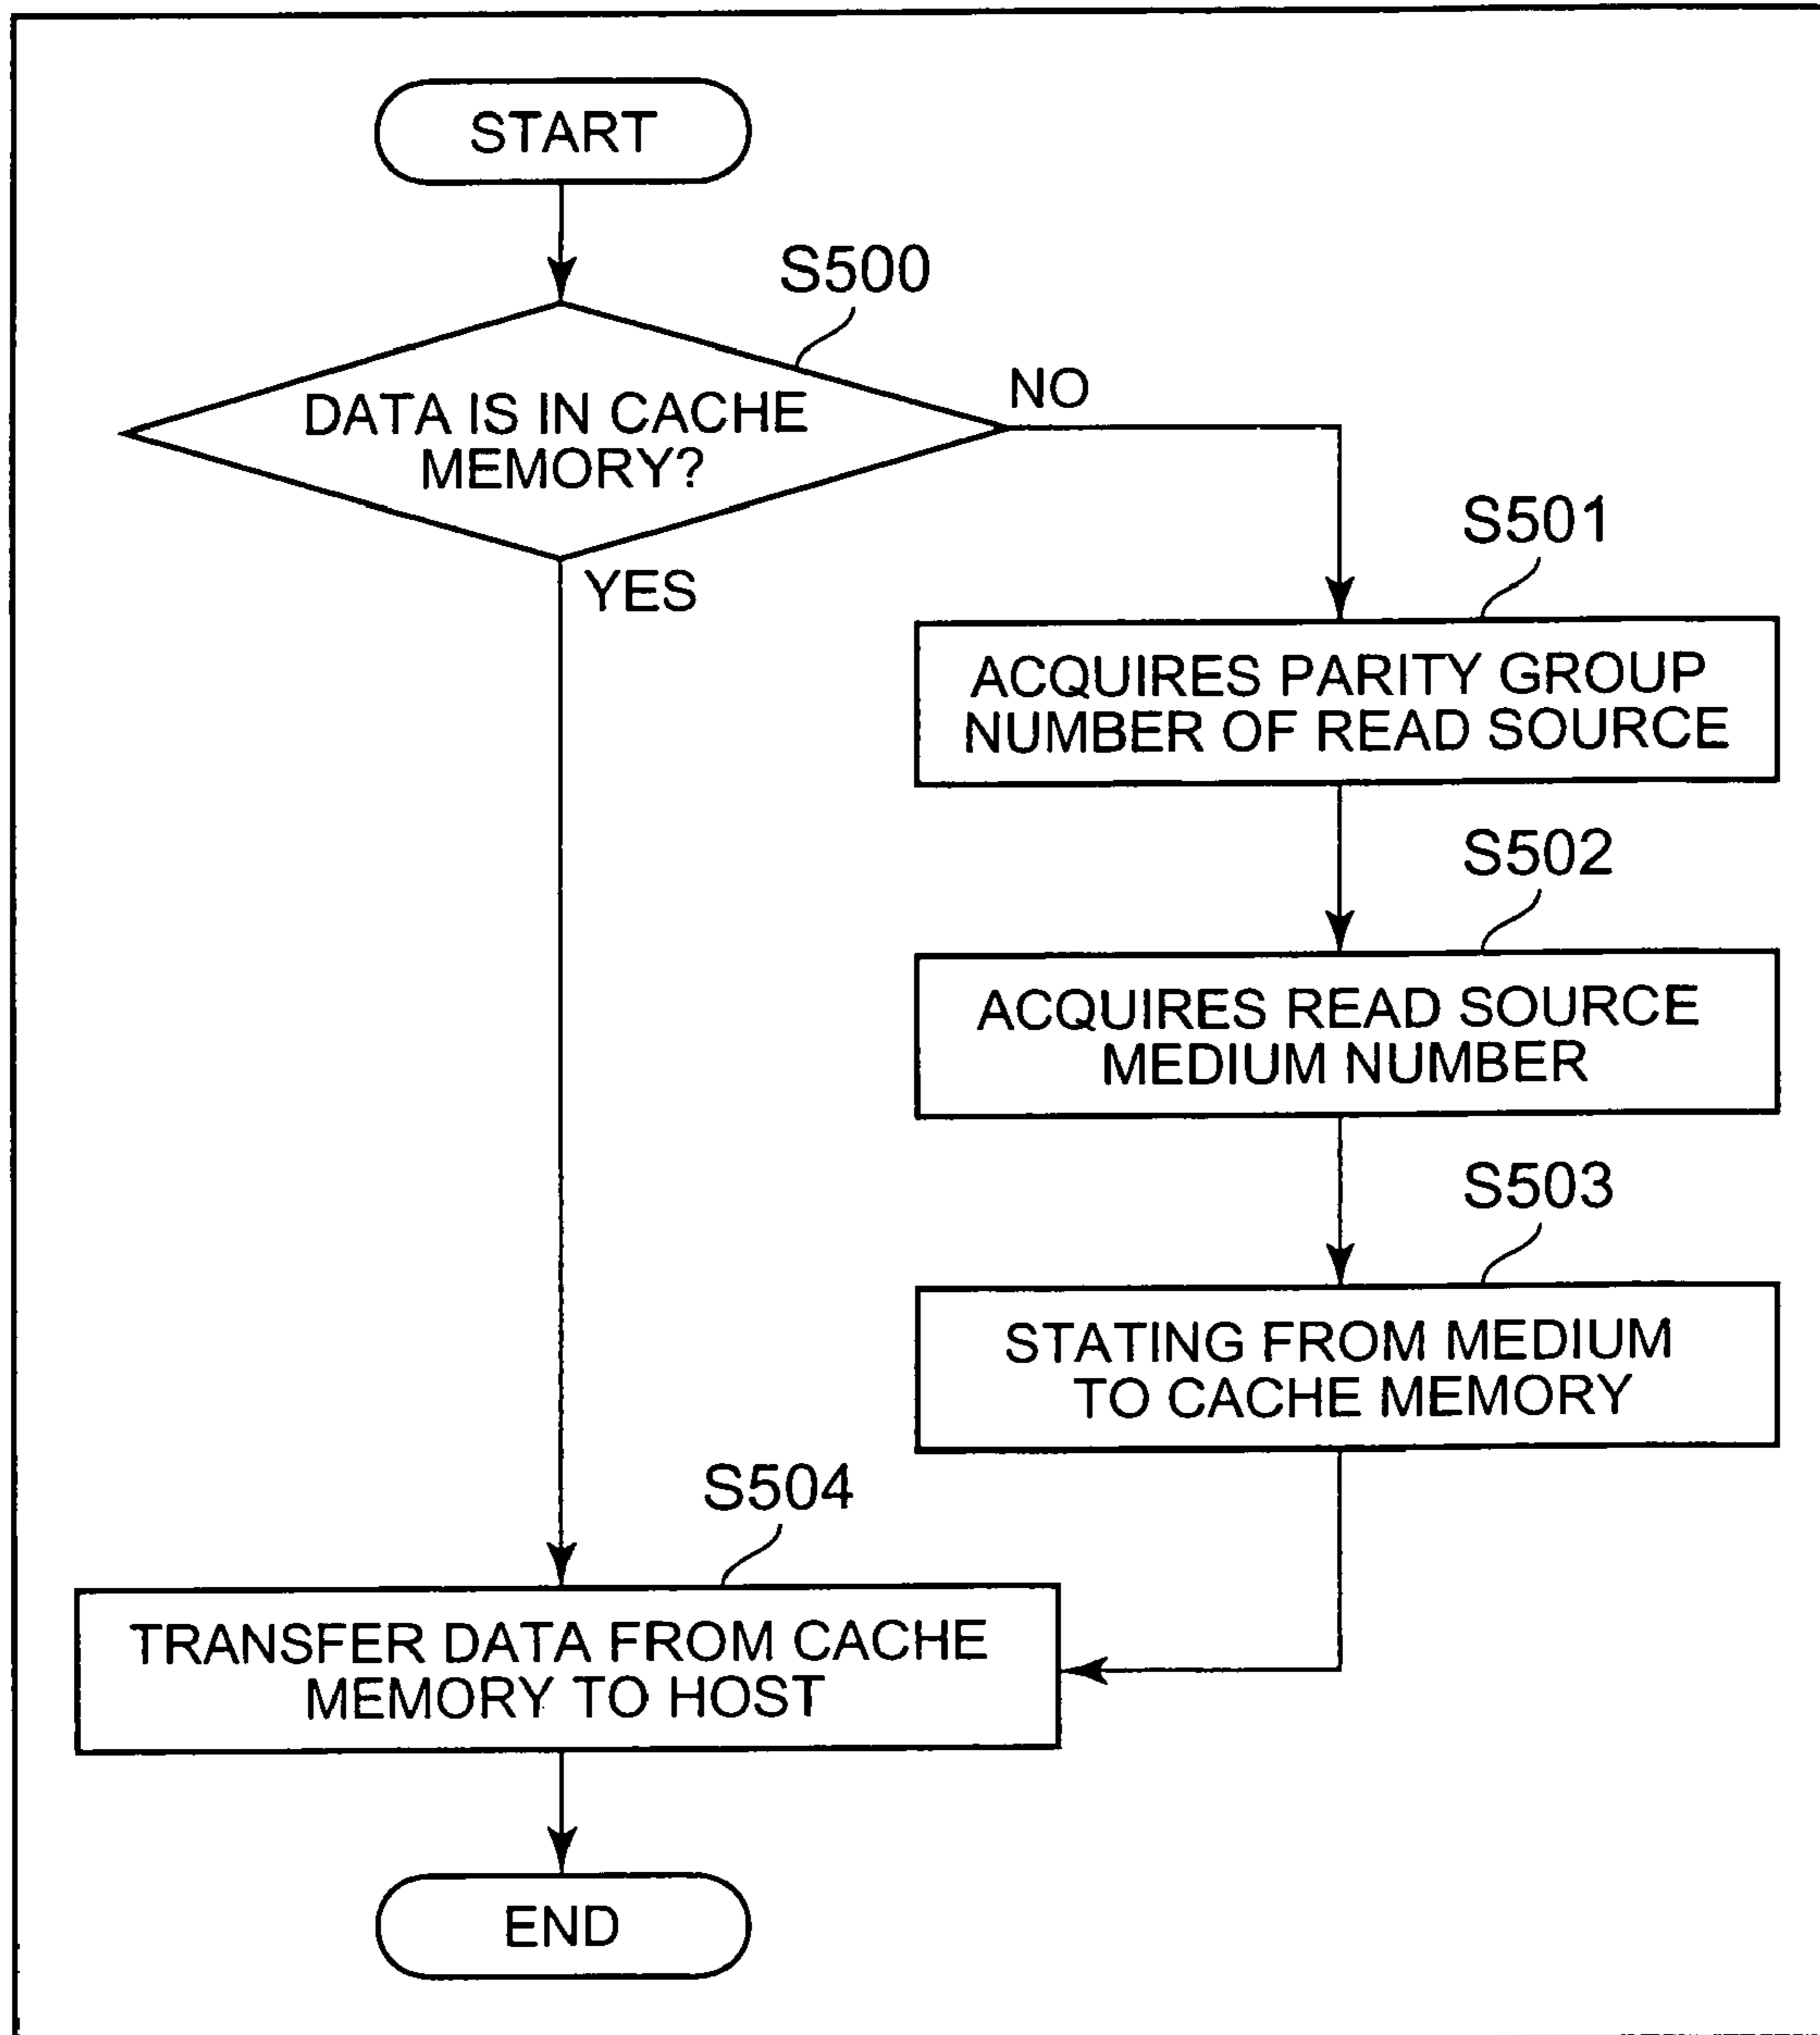 START
S500
DATA IS IN CACHE
MEMORY?
NO
YES
S501
ACQUIRES PARITY GROUP
NUMBER OF READ SOURCE
S502
ACQUIRES READ SOURCE
MEDIUM NUMBER
S503
STATING FROM MEDIUM
TO CACHE MEMORY
S504
TRANSFER DATA FROM CACHE
MEMORY TO HOST
END